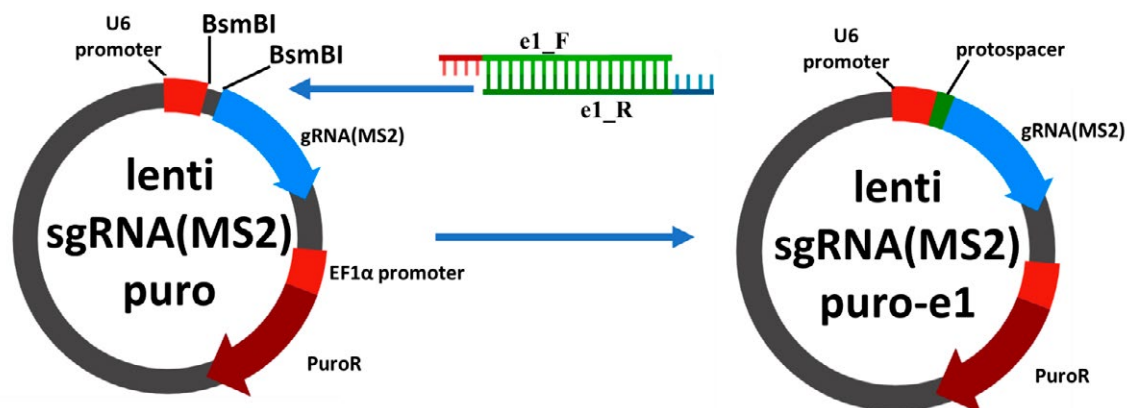 U6
promoter
BsmBI
BsmBI
gRNA(MS2)
lenti
sgRNA(MS2)
puro
EF1α promoter
PuroR
e1_F
e1_R
U6
promoter
protospacer
gRNA(MS2)
lenti
sgRNA(MS2)
puro-e1
PuroR